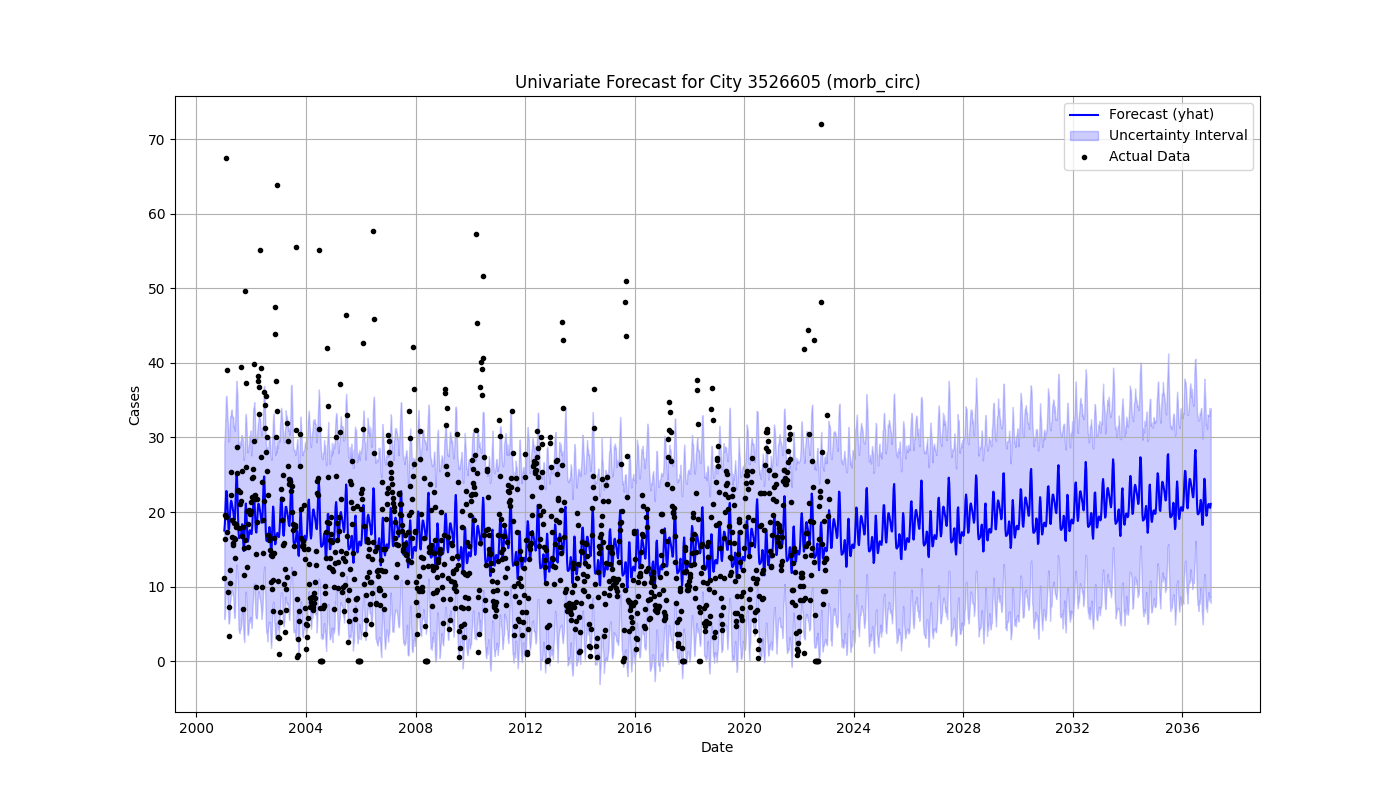 Univariate Forecast for City 3526605 (morb_circ)
Forecast (yhat)
Uncertainty Interval
Actual Data
Cases
70
60
50
40
30
20
10
0
2000 2004 2008 2012 2016 2020 2024 2028 2032 2036
Date